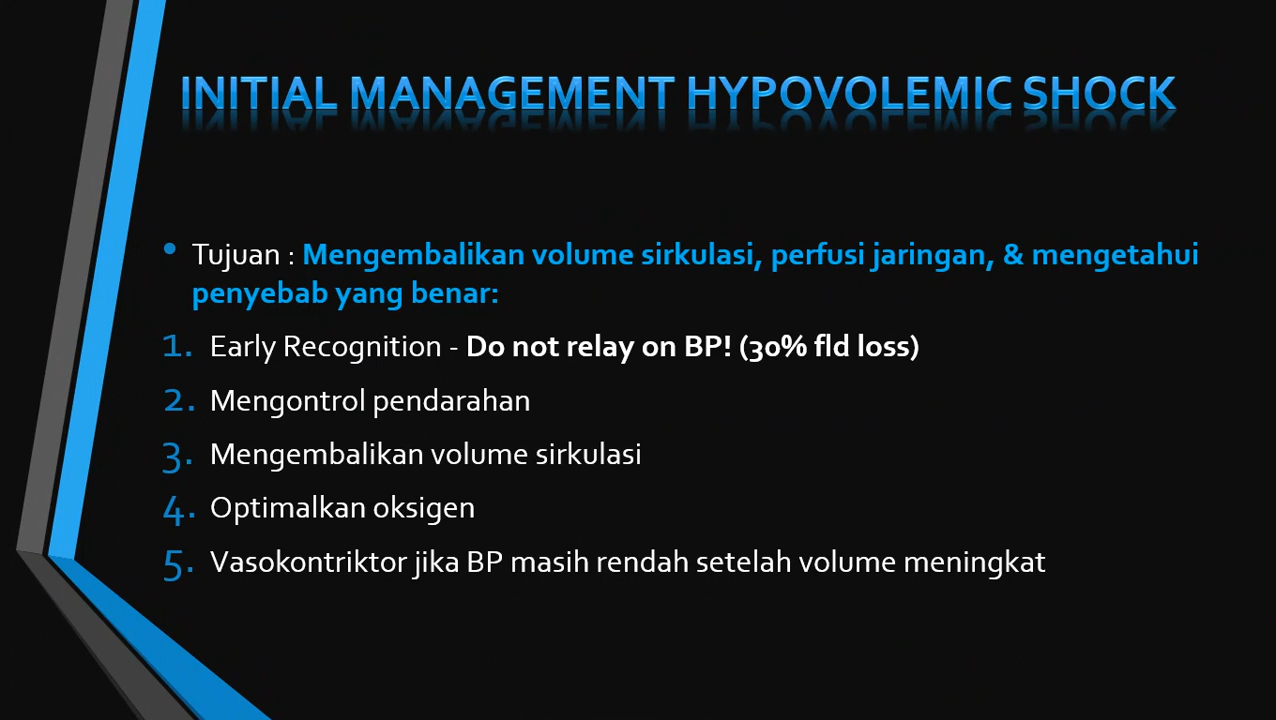 INITIAL MANAGEMENT HYPOVOLEMIC SHOCK
• Tujuan : Mengembalikan volume sirkulasi, perfusi jaringan, & mengetahui
penyebab yang benar:
1. Early Recognition - Do not relay on BP! (30% fld loss)
2. Mengontrol pendarahan
3. Mengembalikan volume sirkulasi
4. Optimalkan oksigen
5. Vasokontriktor jika BP masih rendah setelah volume meningkat